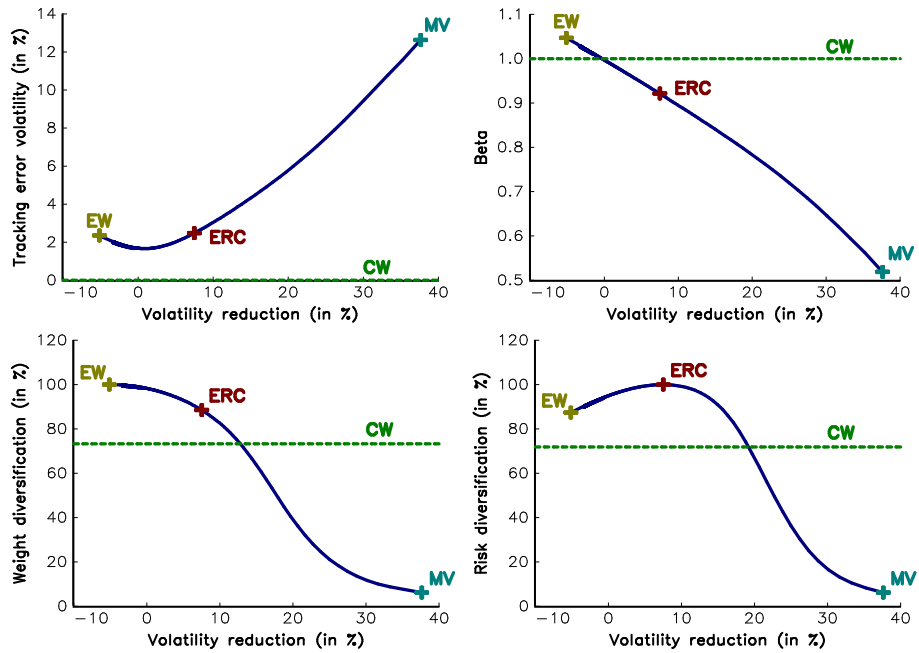 Tracking error volatility (in %)
14
12
10
8
6
4
2
0
EW
ERC
MV
CW
−10 0 10 20 30 40
Volatility reduction (in %)
Beta
1.1
1.0
0.9
0.8
0.7
0.6
0.5
EW
CW
ERC
MV
−10 0 10 20 30 40
Volatility reduction (in %)
Weight diversification (in %)
120
100
80
60
40
20
0
EW
ERC
CW
MV
−10 0 10 20 30 40
Volatility reduction (in %)
Risk diversification (in %)
120
100
80
60
40
20
0
EW
ERC
CW
MV
−10 0 10 20 30 40
Volatility reduction (in %)